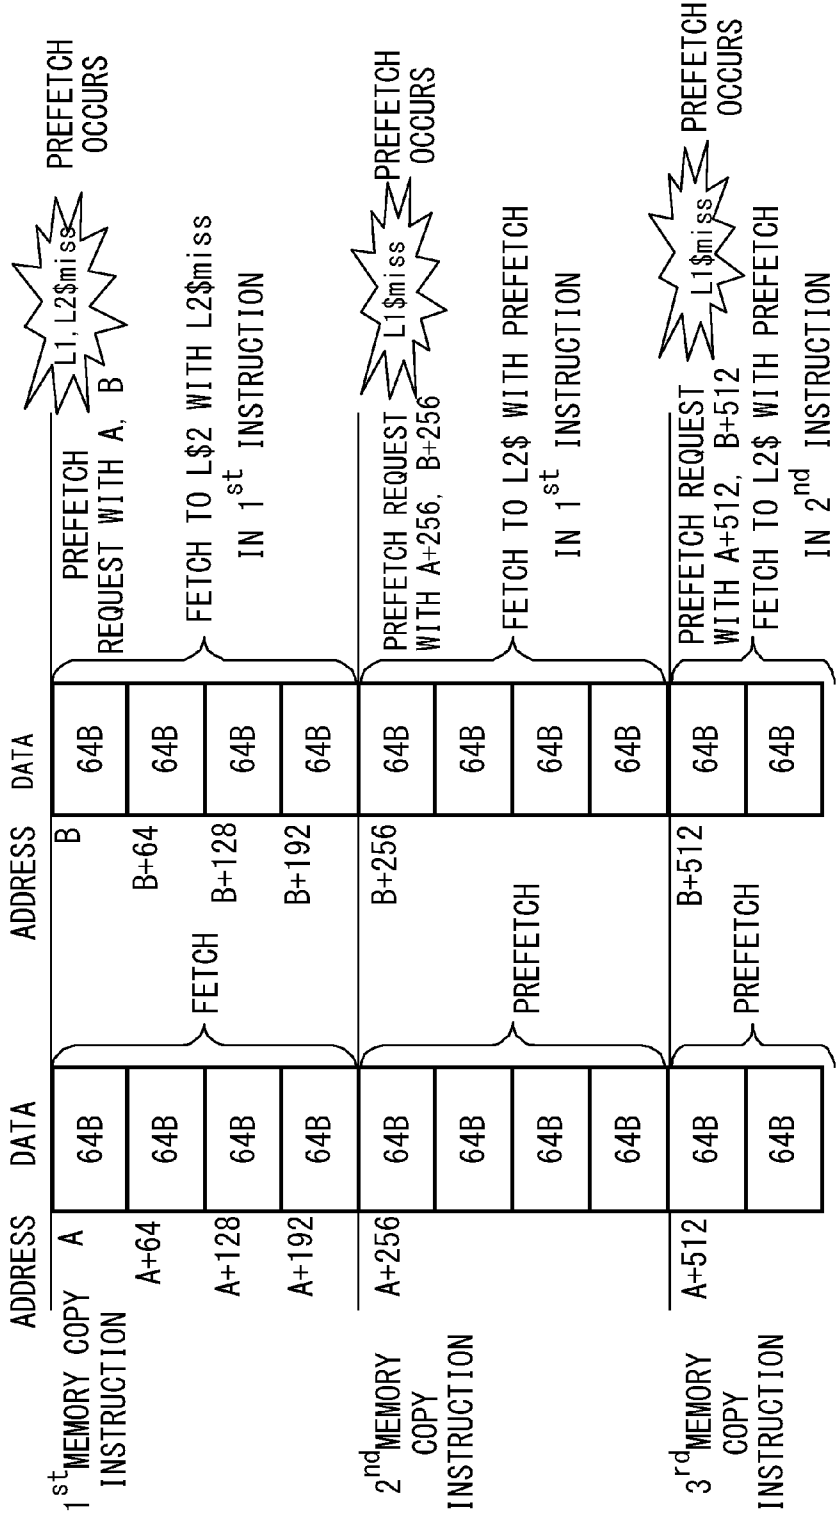 ADDRESS DATA ADDRESS DATA
1st MEMORY COPY
INSTRUCTION
A
64B
A+64
64B
A+128
64B
A+192
64B
FETCH
B
64B
B+64
64B
B+128
64B
B+192
64B
PREFETCH
REQUEST WITH A, B
FETCH TO L$2 WITH L2$miss
IN 1st INSTRUCTION
L1, L2$miss
PREFETCH
OCCURS
2nd MEMORY
COPY
INSTRUCTION
A+256
64B
64B
64B
64B
PREFETCH
B+256
64B
64B
64B
64B
PREFETCH REQUEST
WITH A+256, B+256
FETCH TO L2$ WITH PREFETCH
IN 1st INSTRUCTION
L1$miss
PREFETCH
OCCURS
3rd MEMORY
COPY
INSTRUCTION
A+512
64B
64B
PREFETCH
B+512
64B
64B
PREFETCH REQUEST
WITH A+512, B+512
FETCH TO L2$ WITH PREFETCH
IN 2nd INSTRUCTION
L1$miss
PREFETCH
OCCURS